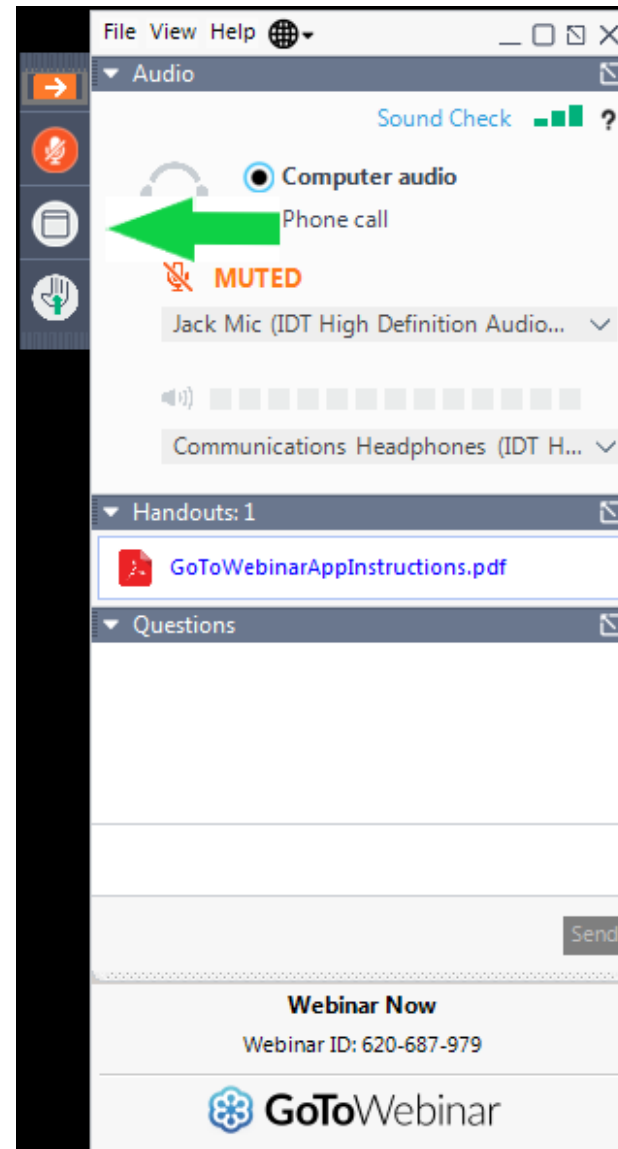 File View Help
Audio
Sound Check ?
Computer audio
Phone call
MUTED
Jack Mic (IDT High Definition Audio...
Communications Headphones (IDT H...
Handouts: 1
GoToWebinarAppInstructions.pdf
Questions
Send
Webinar Now
Webinar ID: 620-687-979
GoToWebinar